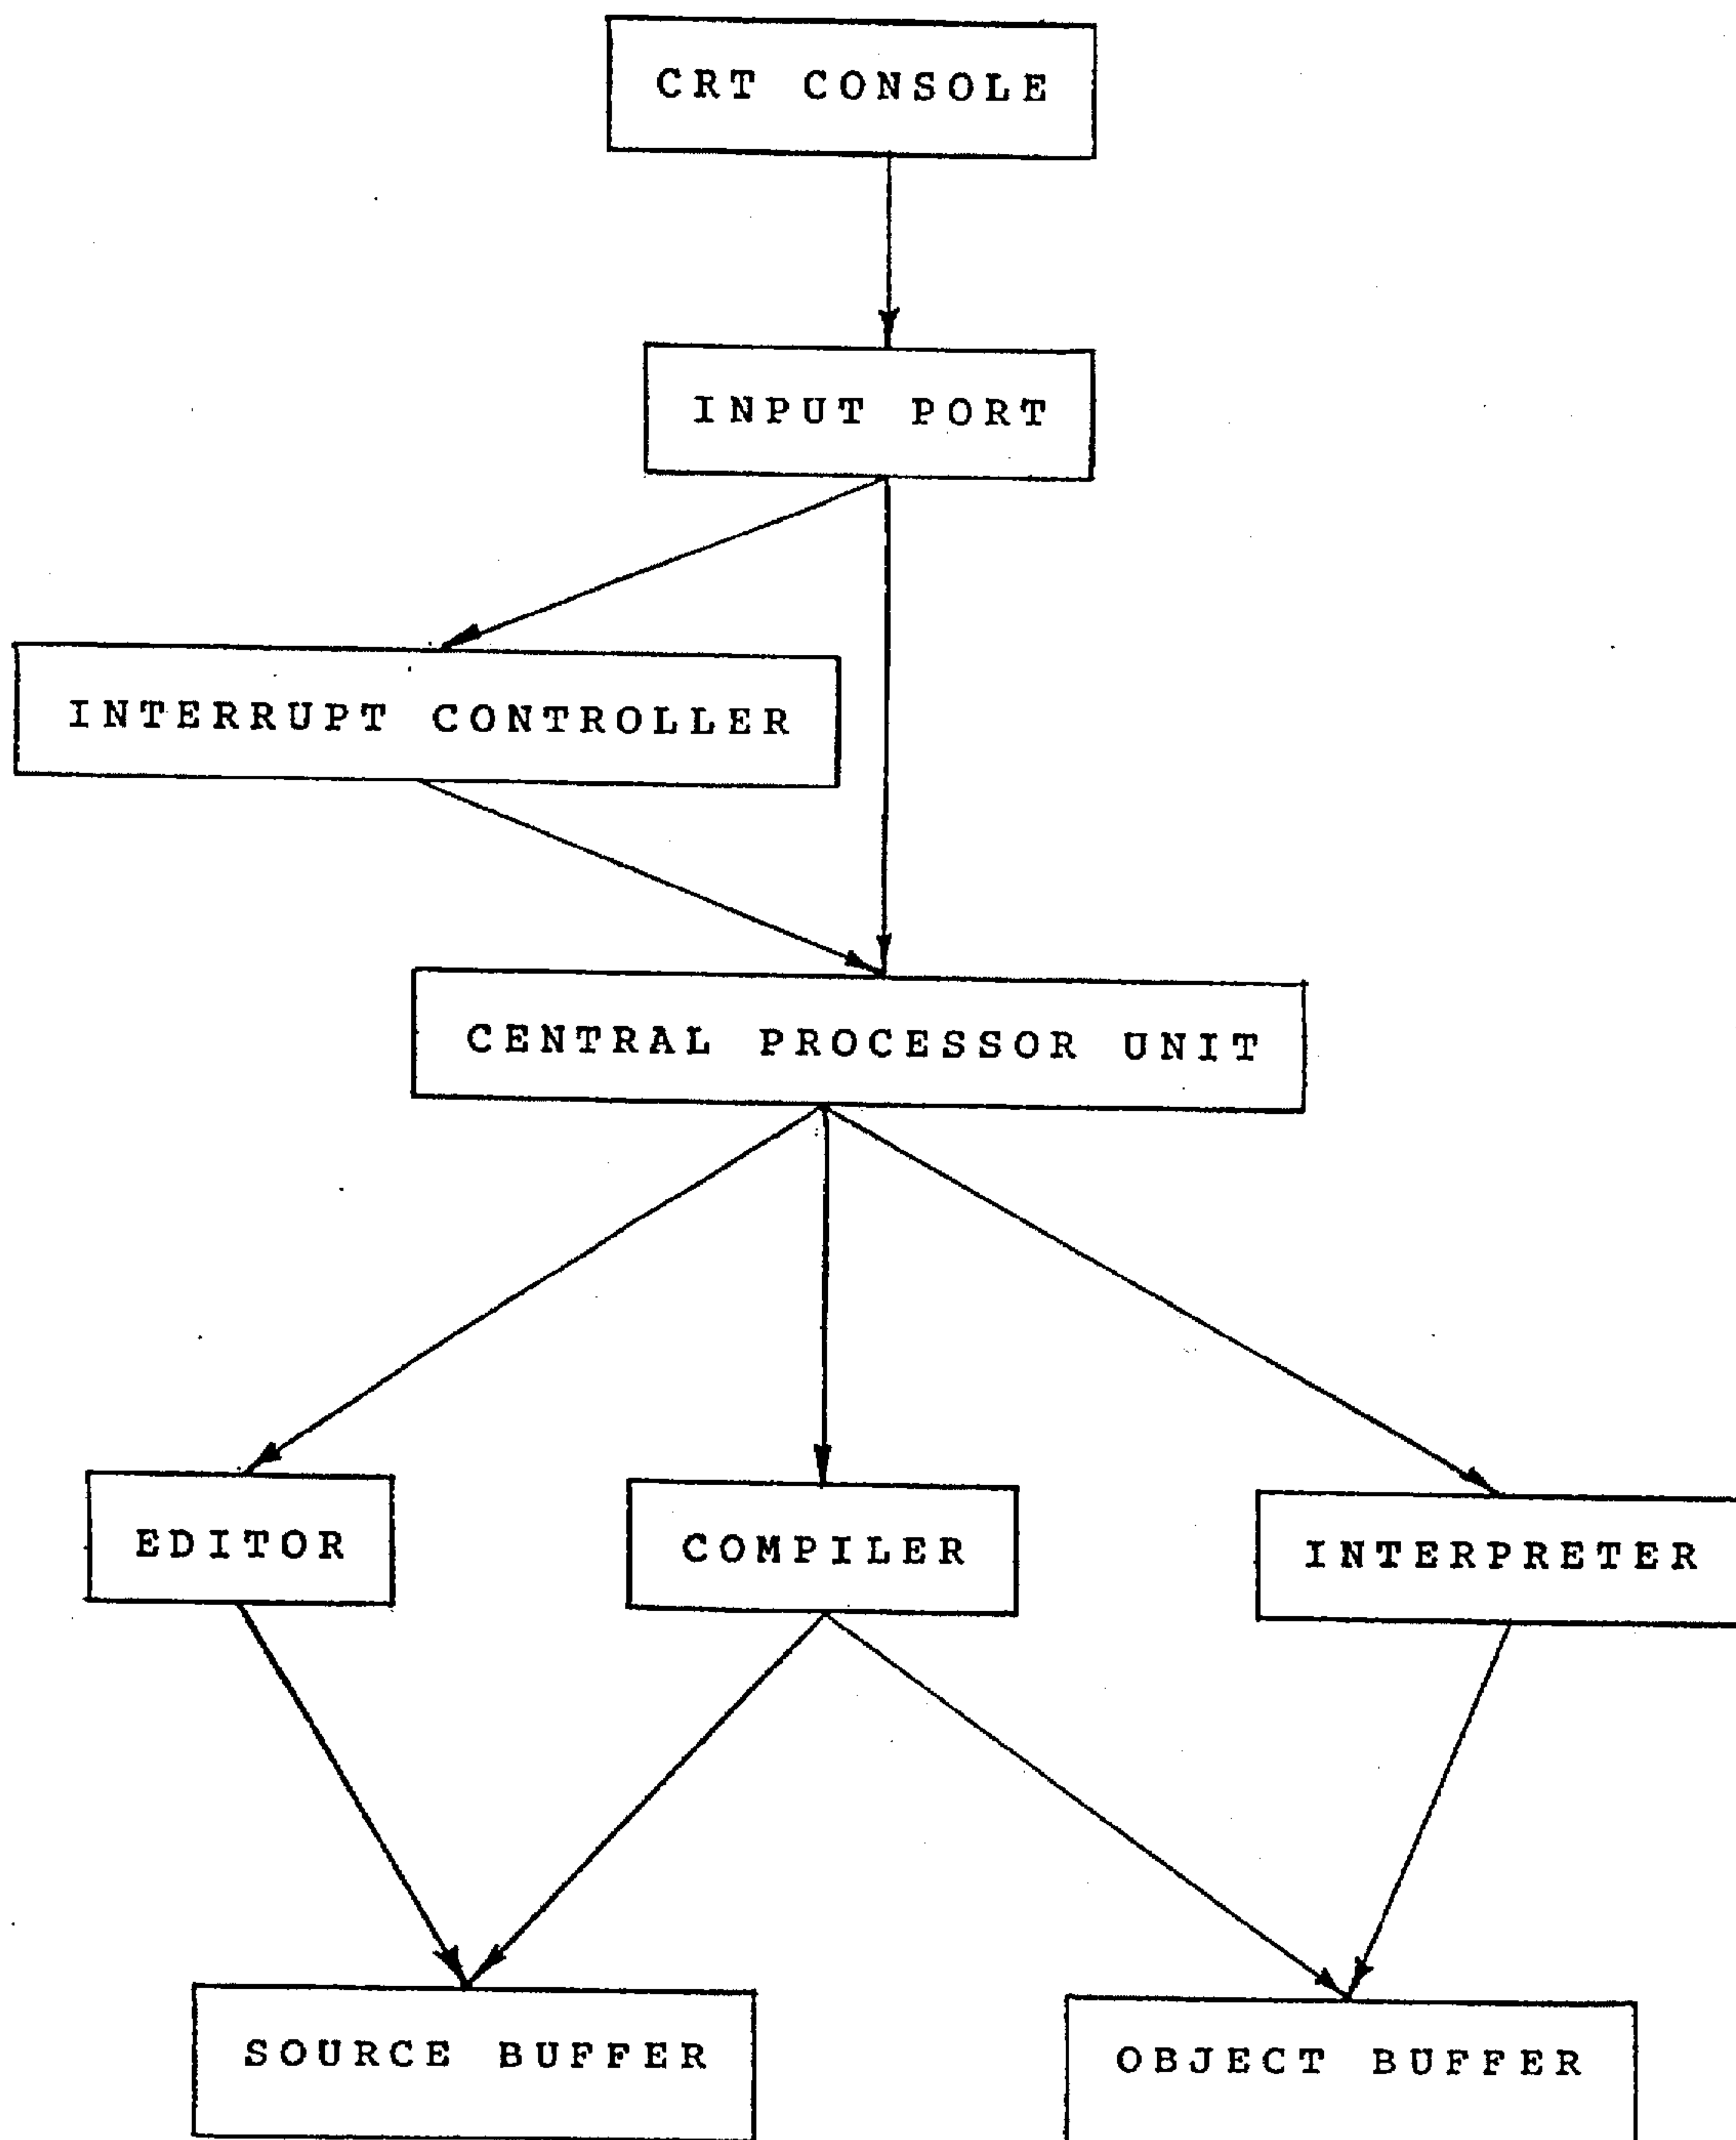 CRT CONSOLE
INPUT PORT
INTERRUPT CONTROLLER
CENTRAL PROCESSOR UNIT
EDITOR
COMPILER
INTERPRETER
SOURCE BUFFER
OBJECT BUFFER